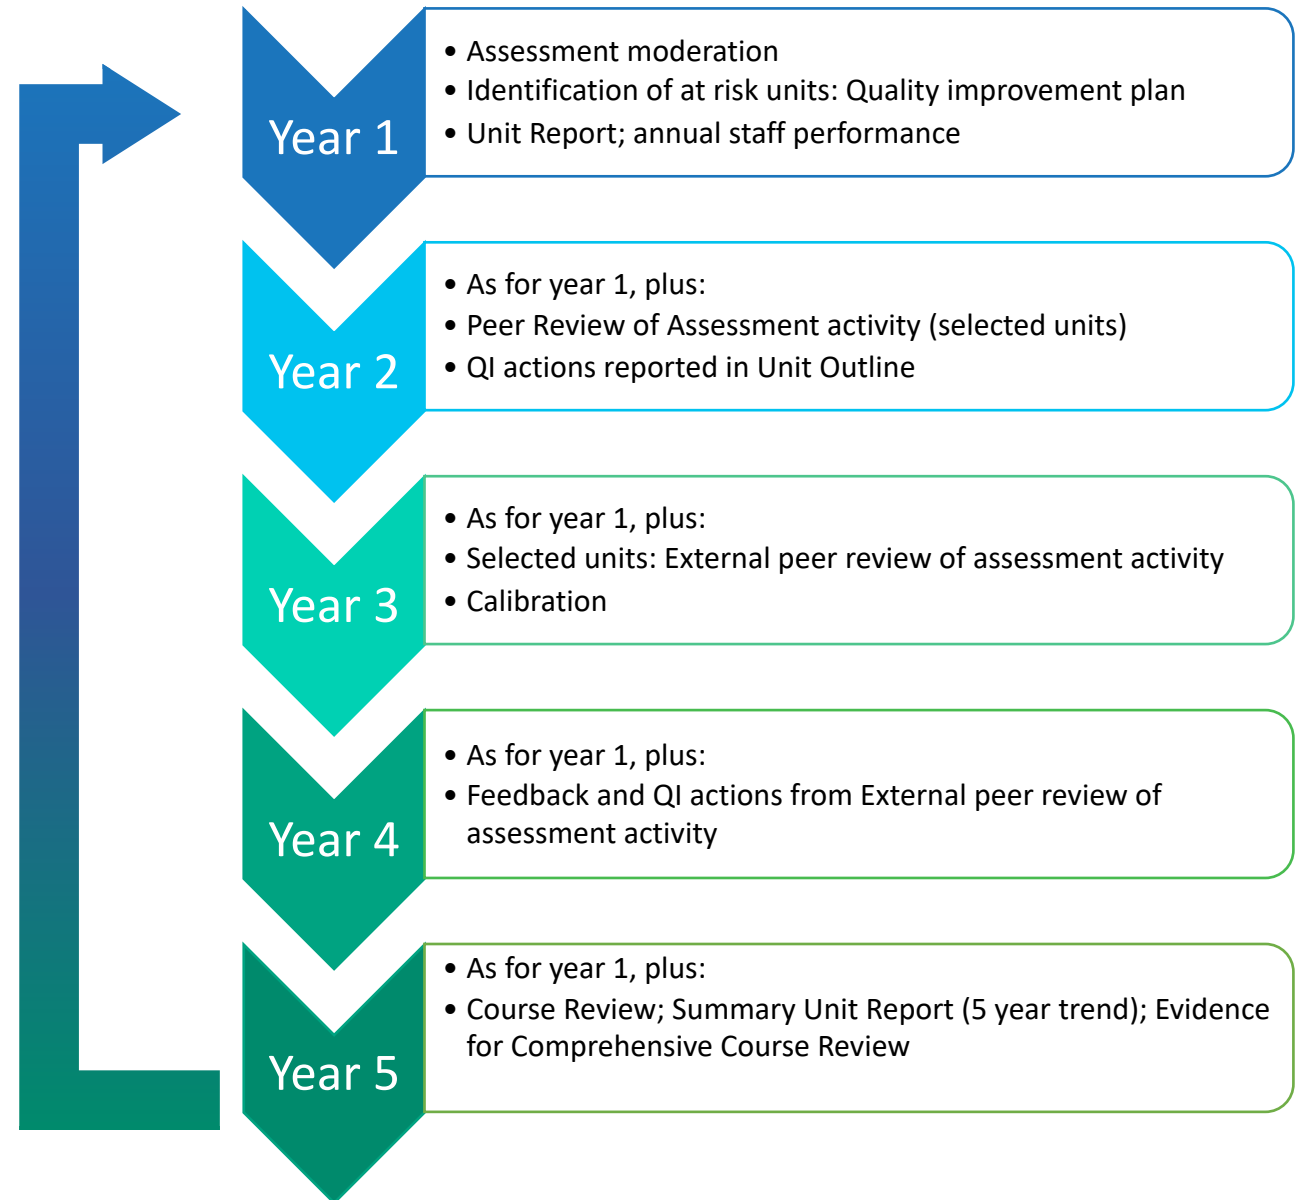 Year 1
• Assessment moderation
• Identification of at risk units: Quality improvement plan
• Unit Report; annual staff performance
Year 2
• As for year 1, plus:
• Peer Review of Assessment activity (selected units)
• QI actions reported in Unit Outline
Year 3
• As for year 1, plus:
• Selected units: External peer review of assessment activity
• Calibration
Year 4
• As for year 1, plus:
• Feedback and QI actions from External peer review of
assessment activity
Year 5
• As for year 1, plus:
• Course Review; Summary Unit Report (5 year trend); Evidence
for Comprehensive Course Review